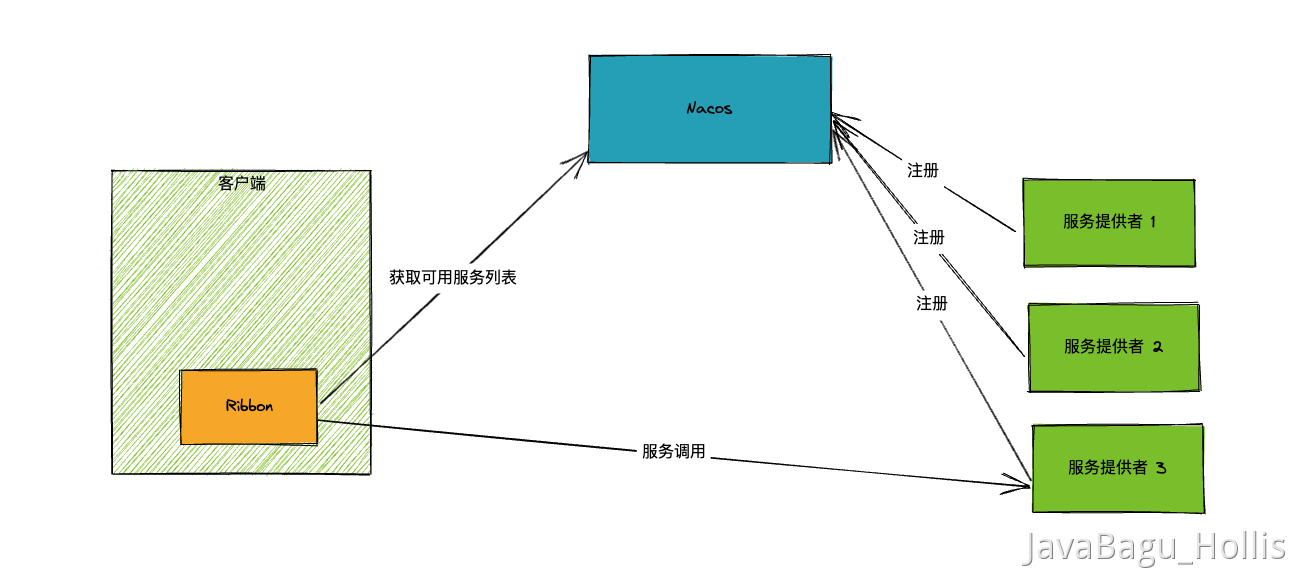 Nacos
客户端
注册
服务提供者 1
注册
获取可用服务列表
注册
服务提供者 2
Ribbon
服务调用
服务提供者 3
JavaBagu_Hollis